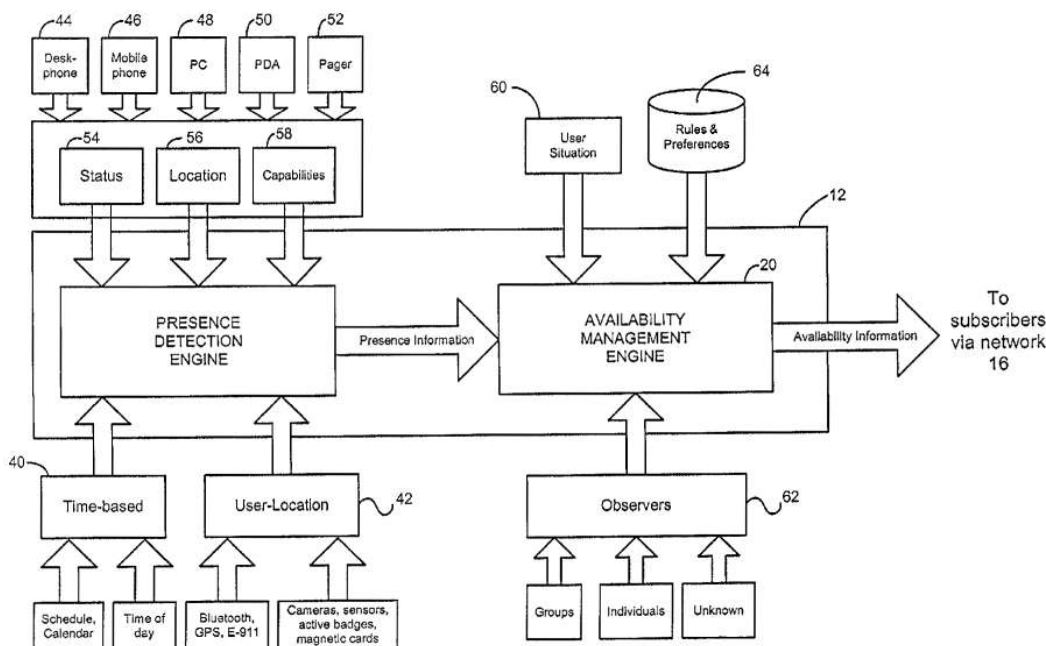 44
46
48
50
52
Desk-
phone
Mobile
phone
PC
PDA
Pager
60
64
User
Situation
Rules &
Preferences
54
56
58
Status
Location
Capabilities
12
20
PRESENCE
DETECTION
ENGINE
Presence Information
AVAILABILITY
MANAGEMENT
ENGINE
Availability Information
To
subscribers
via network
16
40
Time-based
User-Location
42
Observers
62
Schedule,
Calendar
Time of
day
Bluetooth,
GPS, E-911
Cameras, sensors,
active badges,
magnetic cards
Groups
Individuals
Unknown